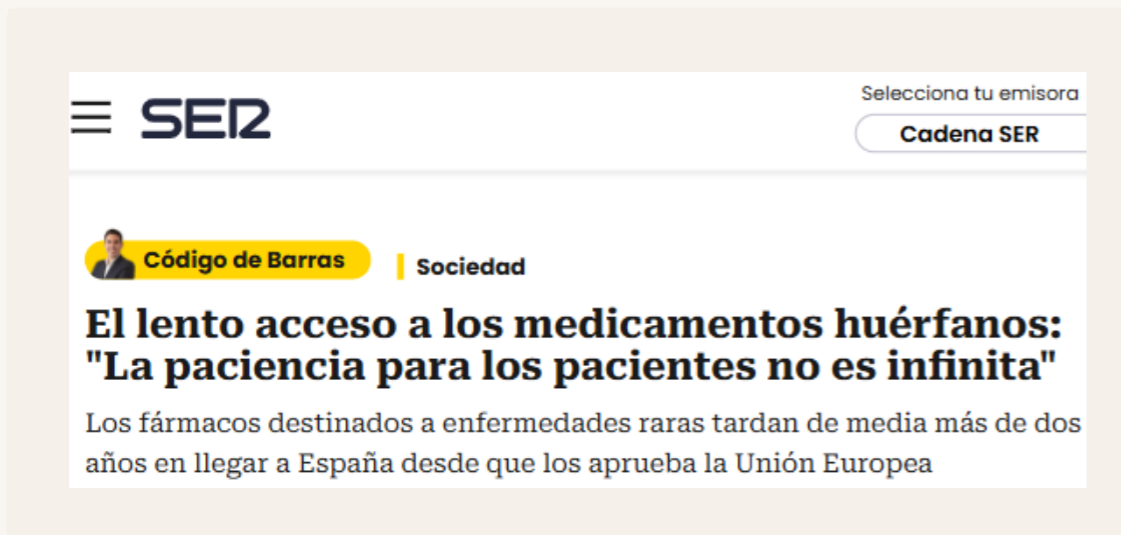 Selecciona tu emisora
SER
Cadena SER
Código de Barras
Sociedad
El lento acceso a los medicamentos huérfanos:
"La paciencia para los pacientes no es infinita"
Los fármacos destinados a enfermedades raras tardan de media más de dos
años en llegar a España desde que los aprueba la Unión Europea